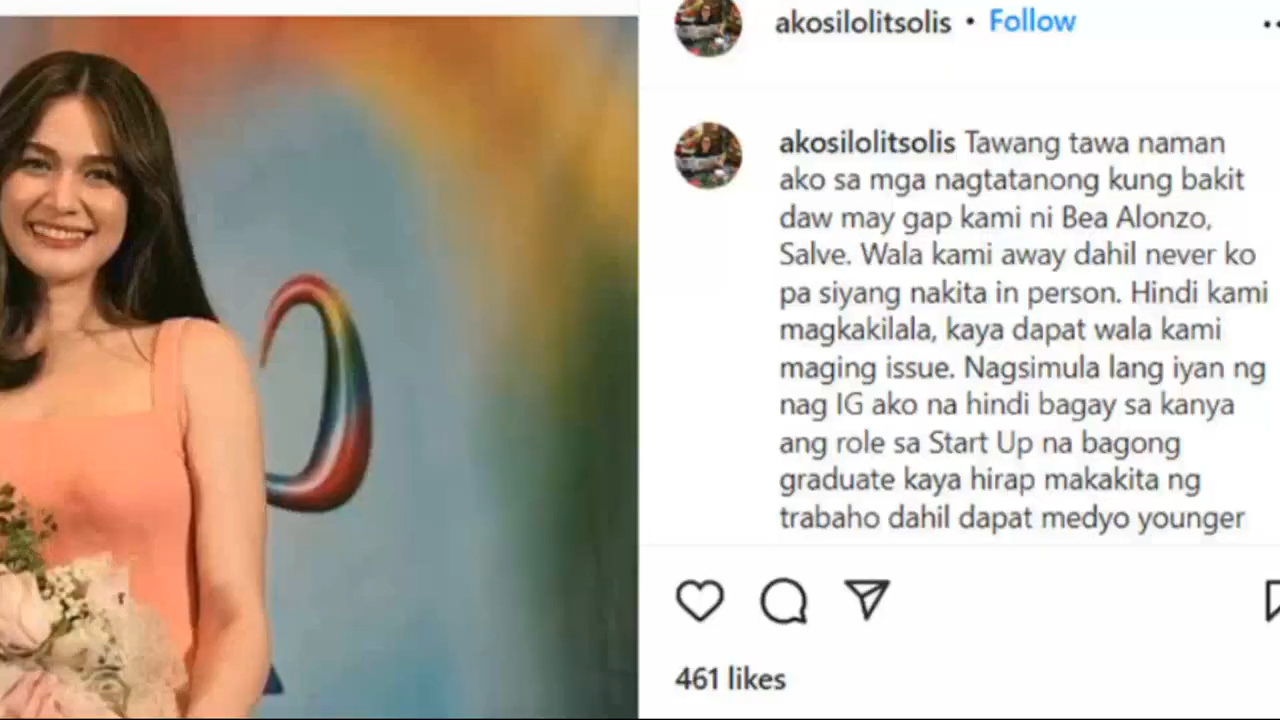 akosilolitsolis • Follow
akosilolitsolis Tawang tawa naman
ako sa mga nagtatanong kung bakit
daw may gap kami ni Bea Alonzo,
Salve. Wala kami away dahil never ko
pa siyang nakita in person. Hindi kami
magkakilala, kaya dapat wala kami
maging issue. Nagsimula lang iyan ng
nag IG ako na hindi bagay sa kanya
ang role sa Start Up na bagong
graduate kaya hirap makakita ng
trabaho dahil dapat medyo younger
461 likes